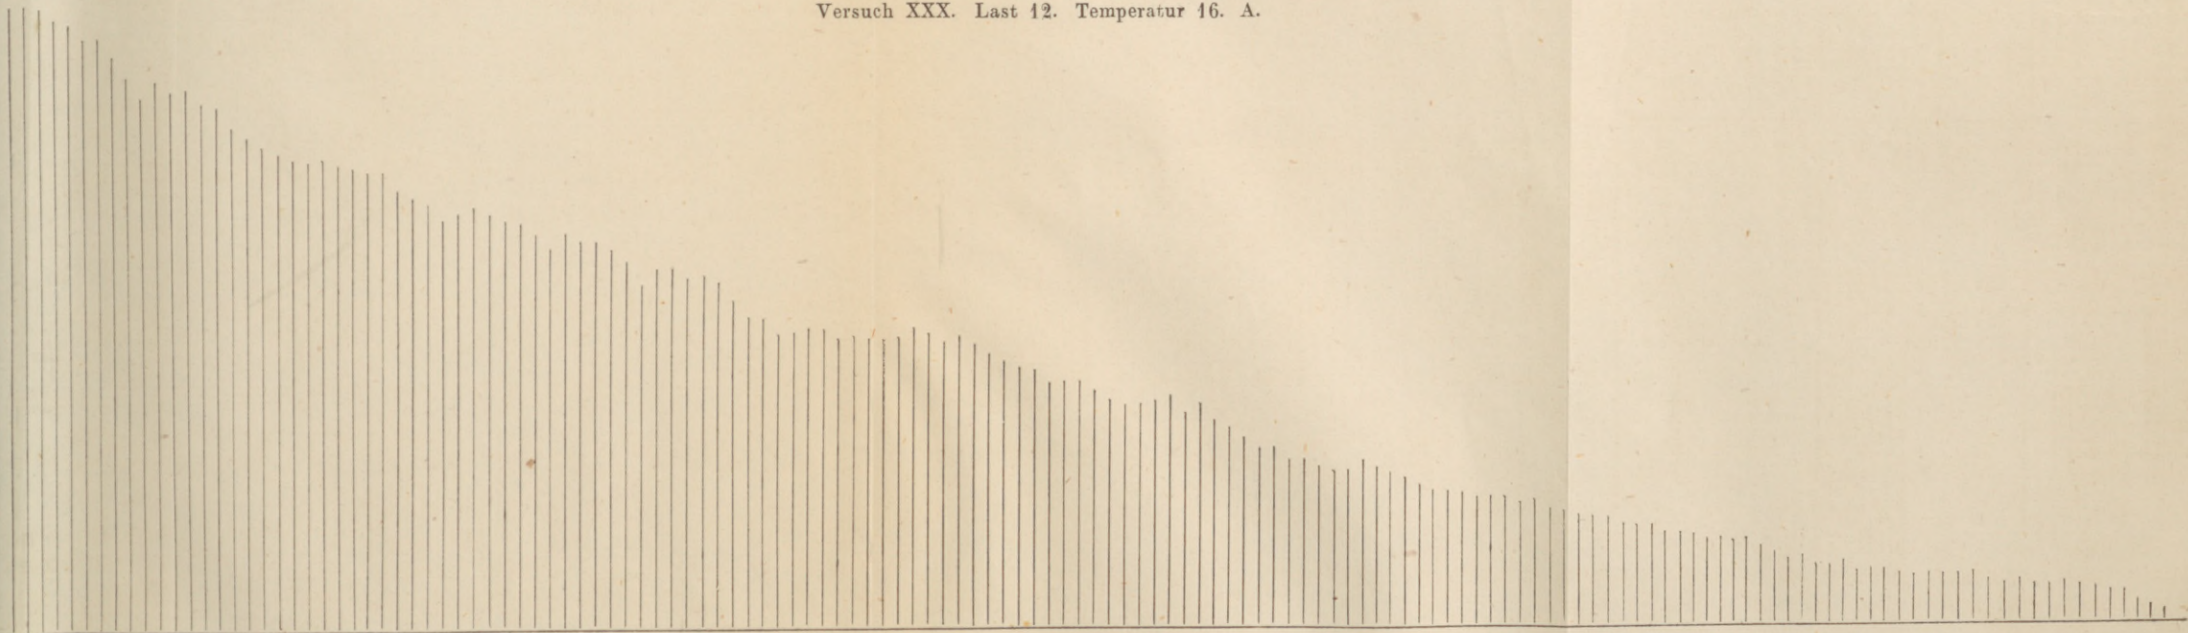 Versuch XXX. Last 12. Temperatur 16. A.